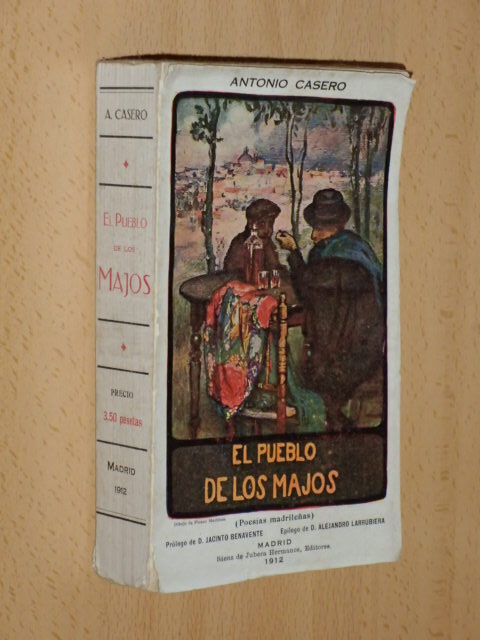 A. CASERO
EL PUEBLO
DE LOS
MAJOS
PRECIO
3,50 pesetas
MADRID
1912
ANTONIO CASERO
EL PUEBLO
DE LOS MAJOS
(Poesías madrileñas)
Prólogo de D. JACINTO BENAVENTE Epílogo de D. ALEJANDRO LARRUBIERA
MADRID
Sáenz de Jubera Hermanos, Editores.
1912